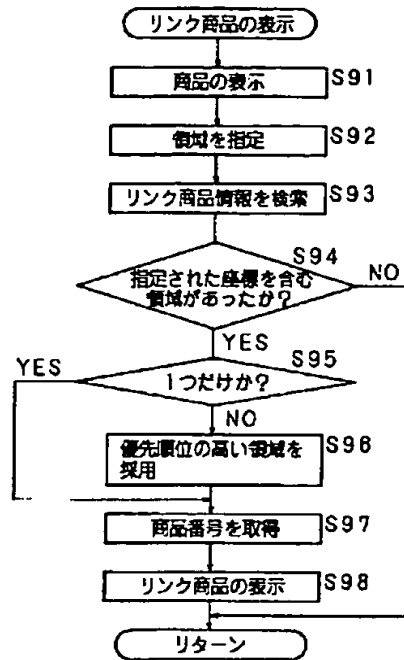 リンク商品の表示
商品の表示 S91
領域を指定 S92
リンク商品情報を検索 S93
S94
指定された座標を含む
領域があったか?
NO
YES
S95
YES
1つだけか?
NO
優先順位の高い領域を
採用
S96
商品番号を取得 S97
リンク商品の表示 S98
リターン